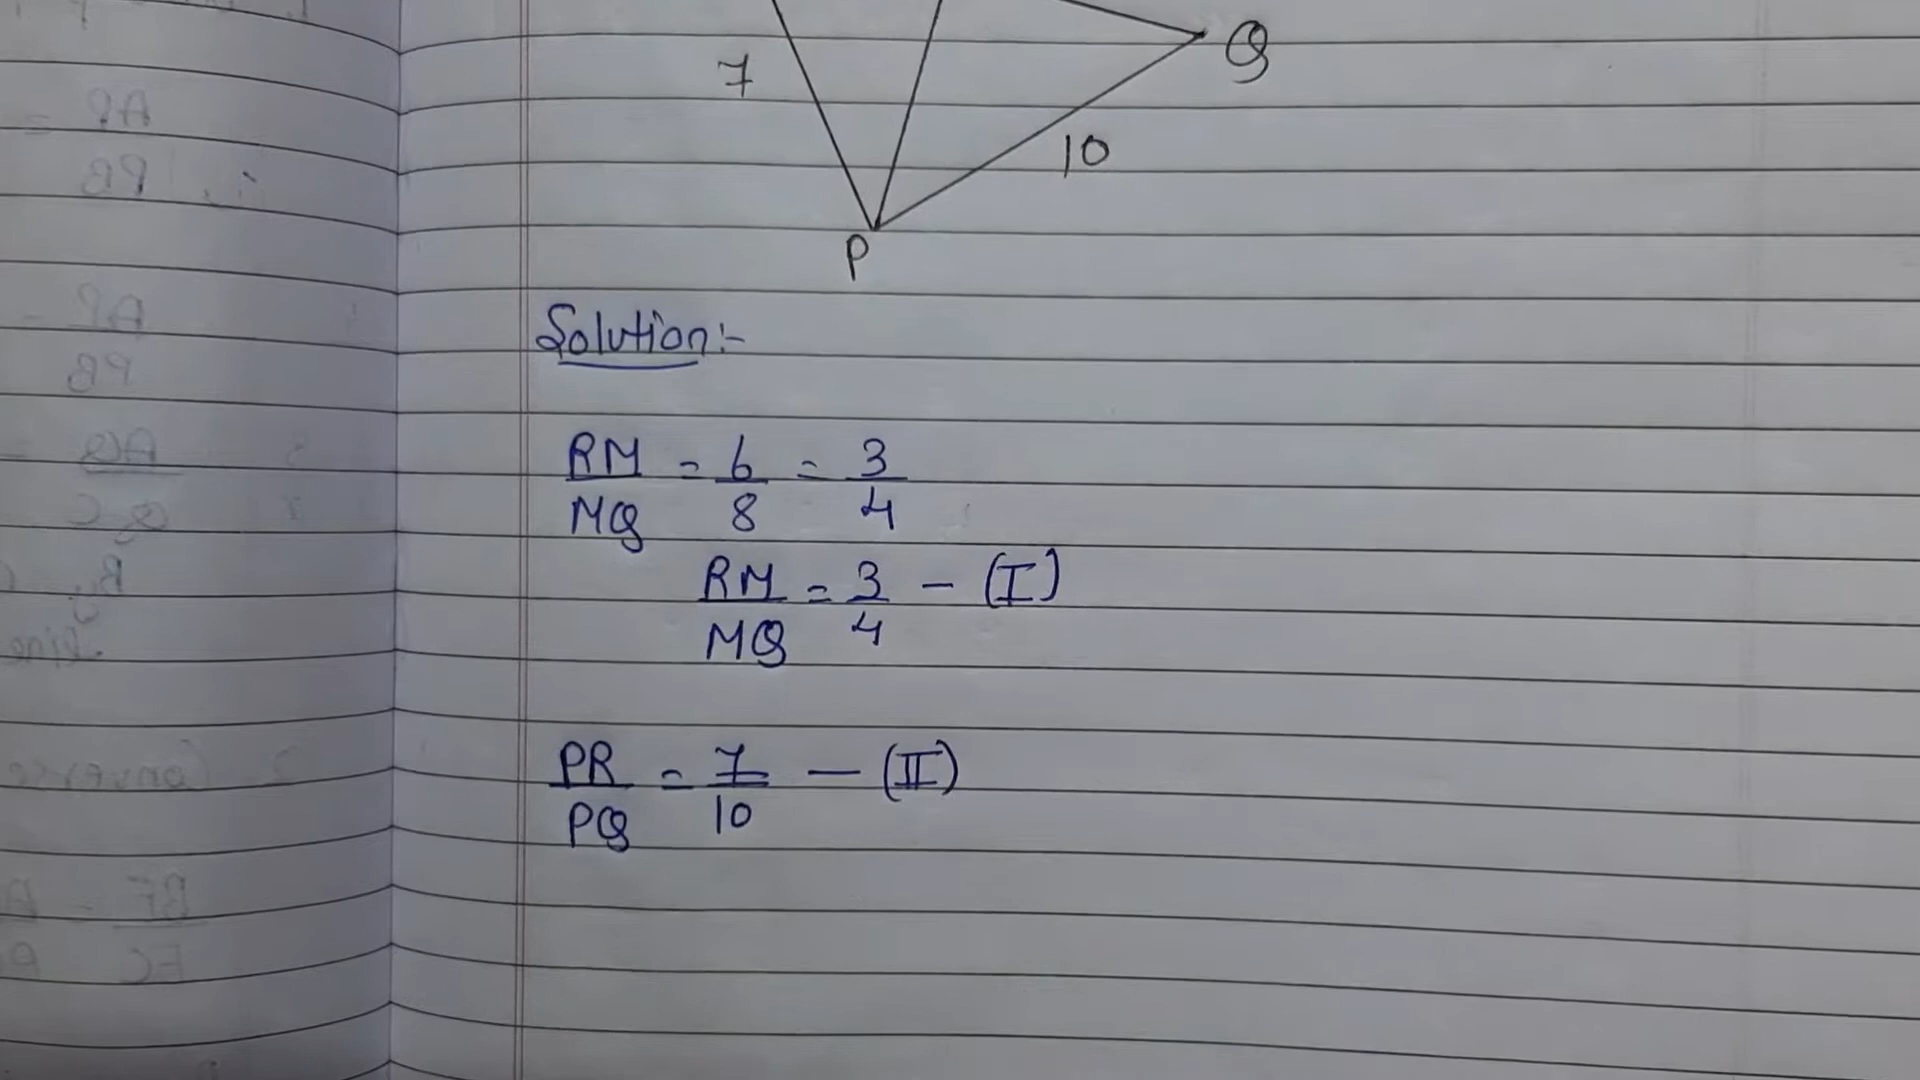 7
Q
10
P
Solution:-
RM/MQ = 6/8 = 3/4
RM/MQ = 3/4 - (I)
PR/PQ = 7/10 - (II)